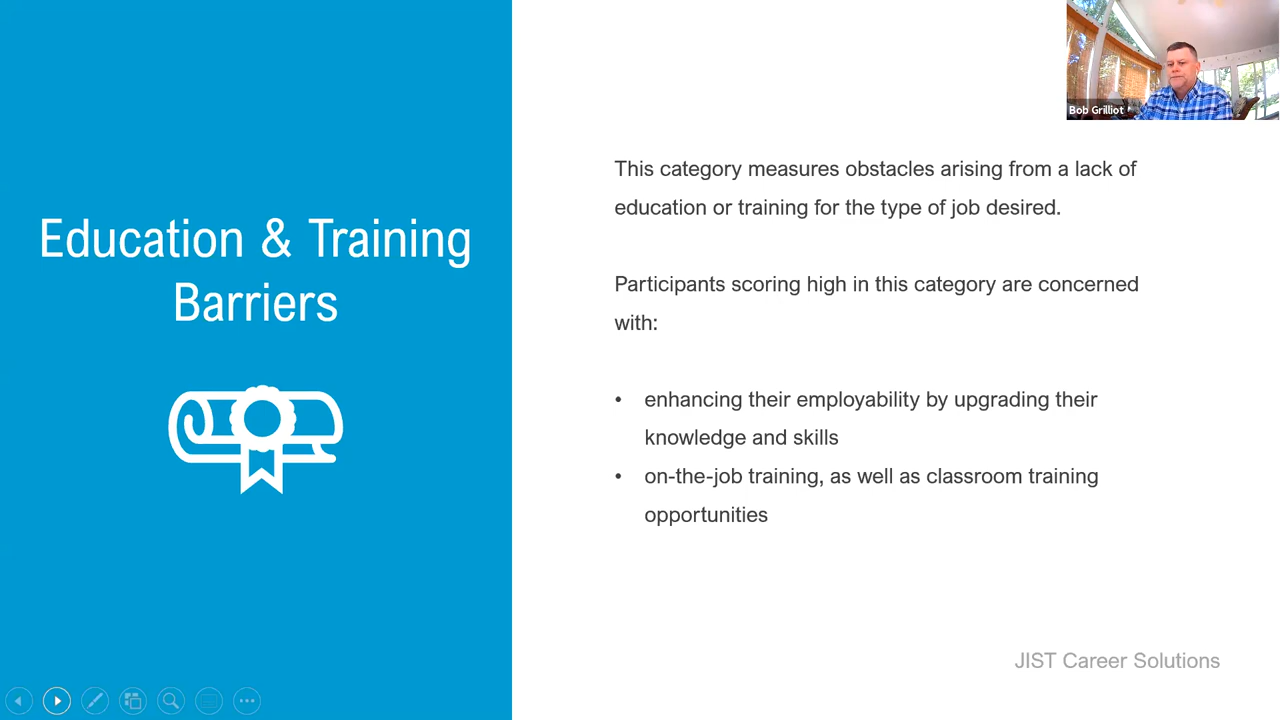 Bob Grilliot
Education & Training
Barriers
This category measures obstacles arising from a lack of
education or training for the type of job desired.
Participants scoring high in this category are concerned
with:
• enhancing their employability by upgrading their
knowledge and skills
• on-the-job training, as well as classroom training
opportunities
JIST Career Solutions